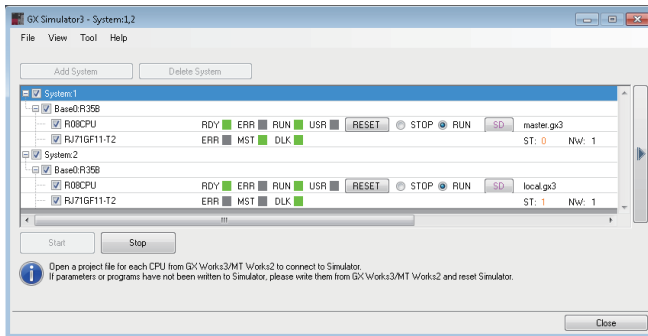 GX Simulator3 - System:1,2
File View Tool Help
Add System Delete System
System:1
Base0:R35B
R08CPU RDY ERR RUN USR RESET STOP RUN SD master.gx3
RJ71GF11-T2 ERR MST DLK ST: 0 NW: 1
System:2
Base0:R35B
R08CPU RDY ERR RUN USR RESET STOP RUN SD local.gx3
RJ71GF11-T2 ERR MST DLK ST: 1 NW: 1
Start Stop
Open a project file for each CPU from GX Works3/MT Works2 to connect to Simulator.
If parameters or programs have not been written to Simulator, please write them from GX Works3/MT Works2 and reset Simulator.
Close